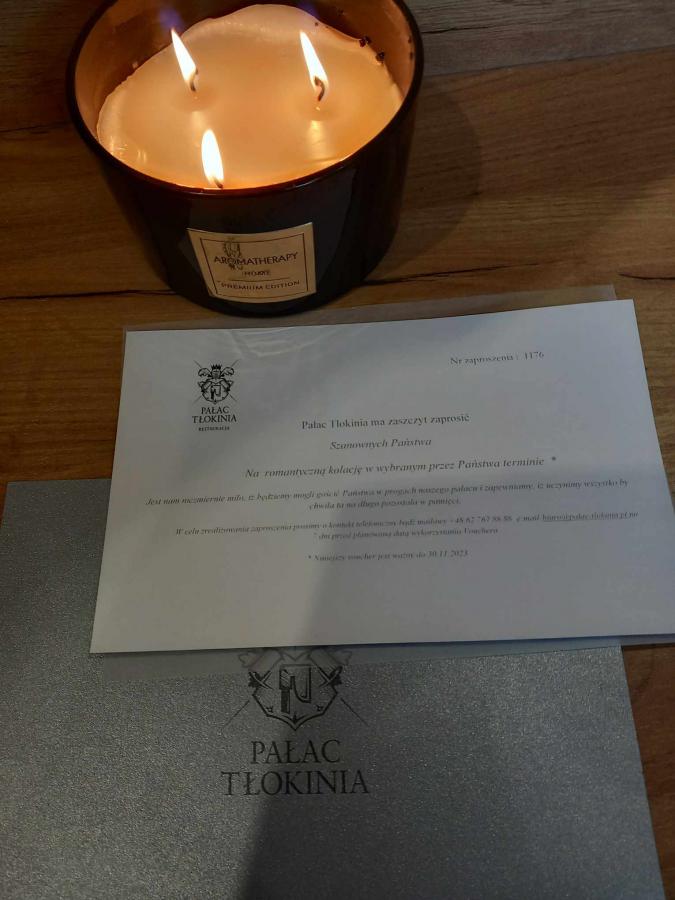 AROMATHERAPY
HOME
PREMIUM EDITION
Nr zaproszenia : 1176
PAŁAC
TŁOKINIA
RESTAURACJA
Pałac Tłokinia ma zaszczyt zaprosić
Szanownych Państwa
Na romantyczną kolację w wybranym przez Państwa terminie *
Jest nam niezmiernie miło, iż będziemy mogli gościć Państwa w progach naszego pałacu i zapewniamy, iż uczynimy wszystko by
chwila ta na długo pozostała w pamięci.
W celu zrealizowania zaproszenia prosimy o kontakt telefoniczny bądź mailowy +48 62 767 88 88 e mail biuro@palac-tlokinia.pl na
7 dni przed planowaną datą wykorzystania Vouchera
* Niniejszy voucher jest ważny do 30.11.2023
PAŁAC
TŁOKINIA